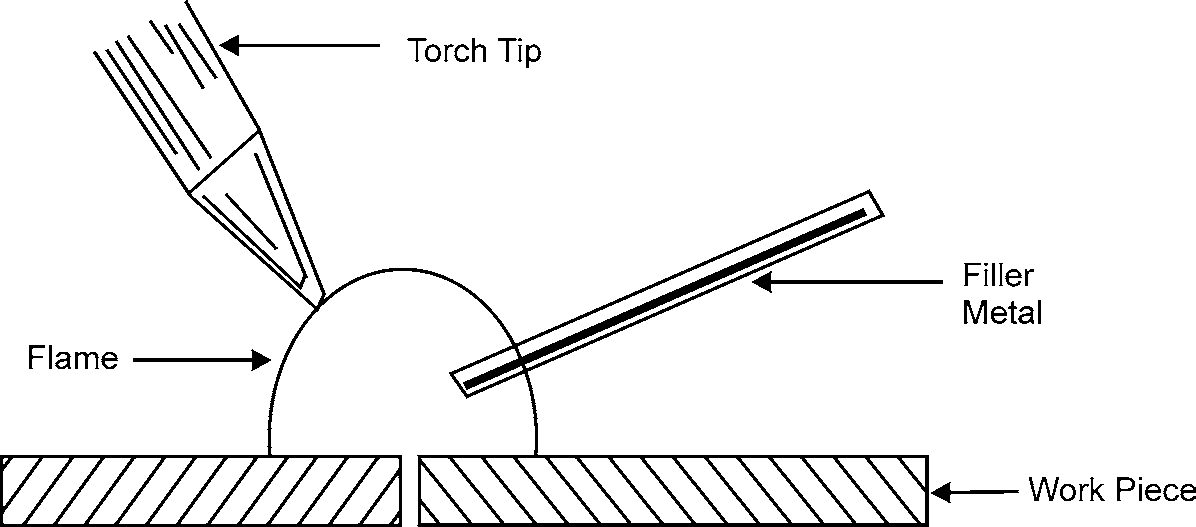 Torch Tip
Filler
Metal
Flame
Work Piece